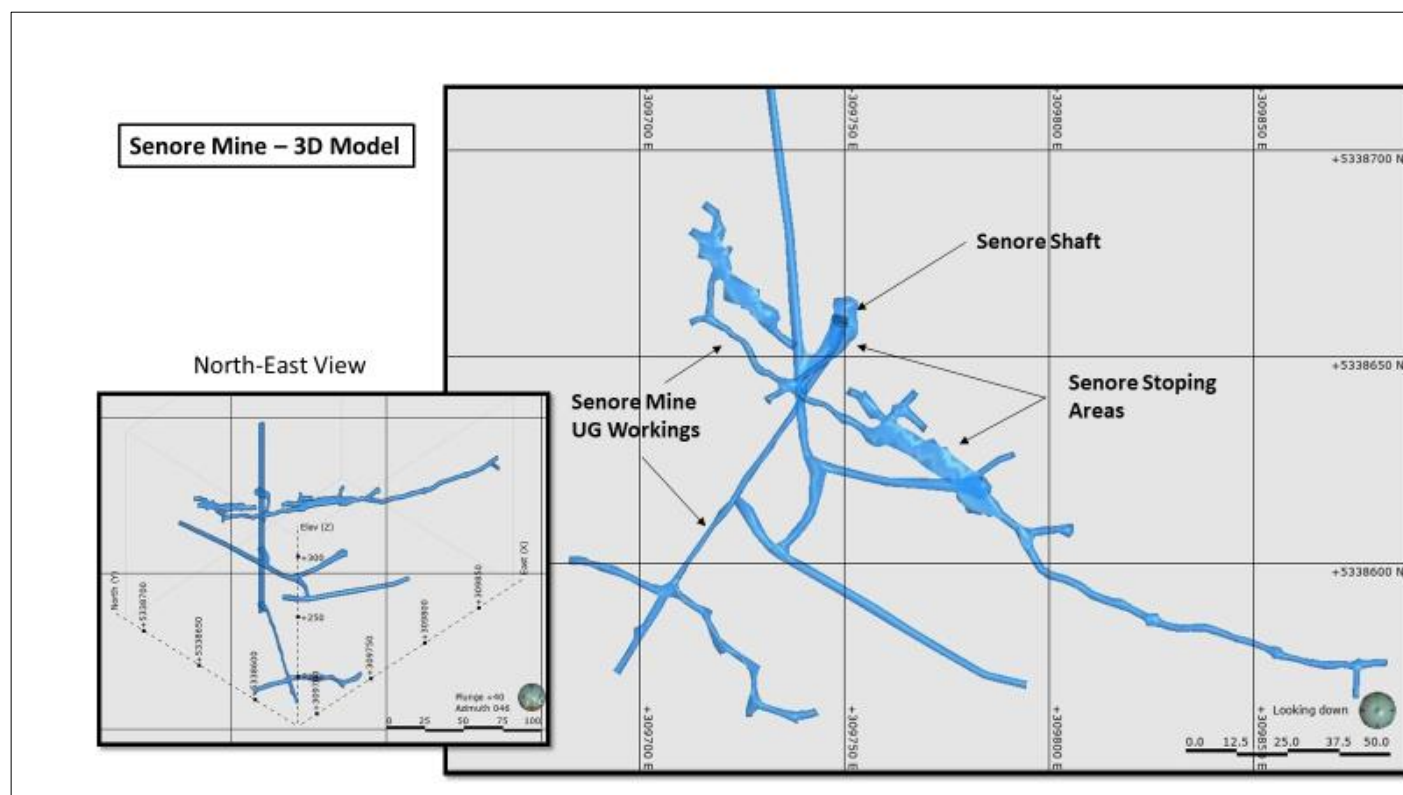 Senore Mine – 3D Model
+309700 E
+309750 E
+309800 E
+309850 E
+5338700 N
Senore Shaft
+5338650 N
Senore Stoping
Areas
Senore Mine
UG Workings
+5338600 N
+309700 E
+309750 E
+309800 E
+309850 E
Looking down
0.0 12.5 25.0 37.5 50.0
North-East View
Elev (Z)
+300
+250
North (Y)
+5338700
+5338650
+5338600
East (X)
+309850
+309800
+309750
Plunge +40
Azimuth 046
0 25 50 75 100